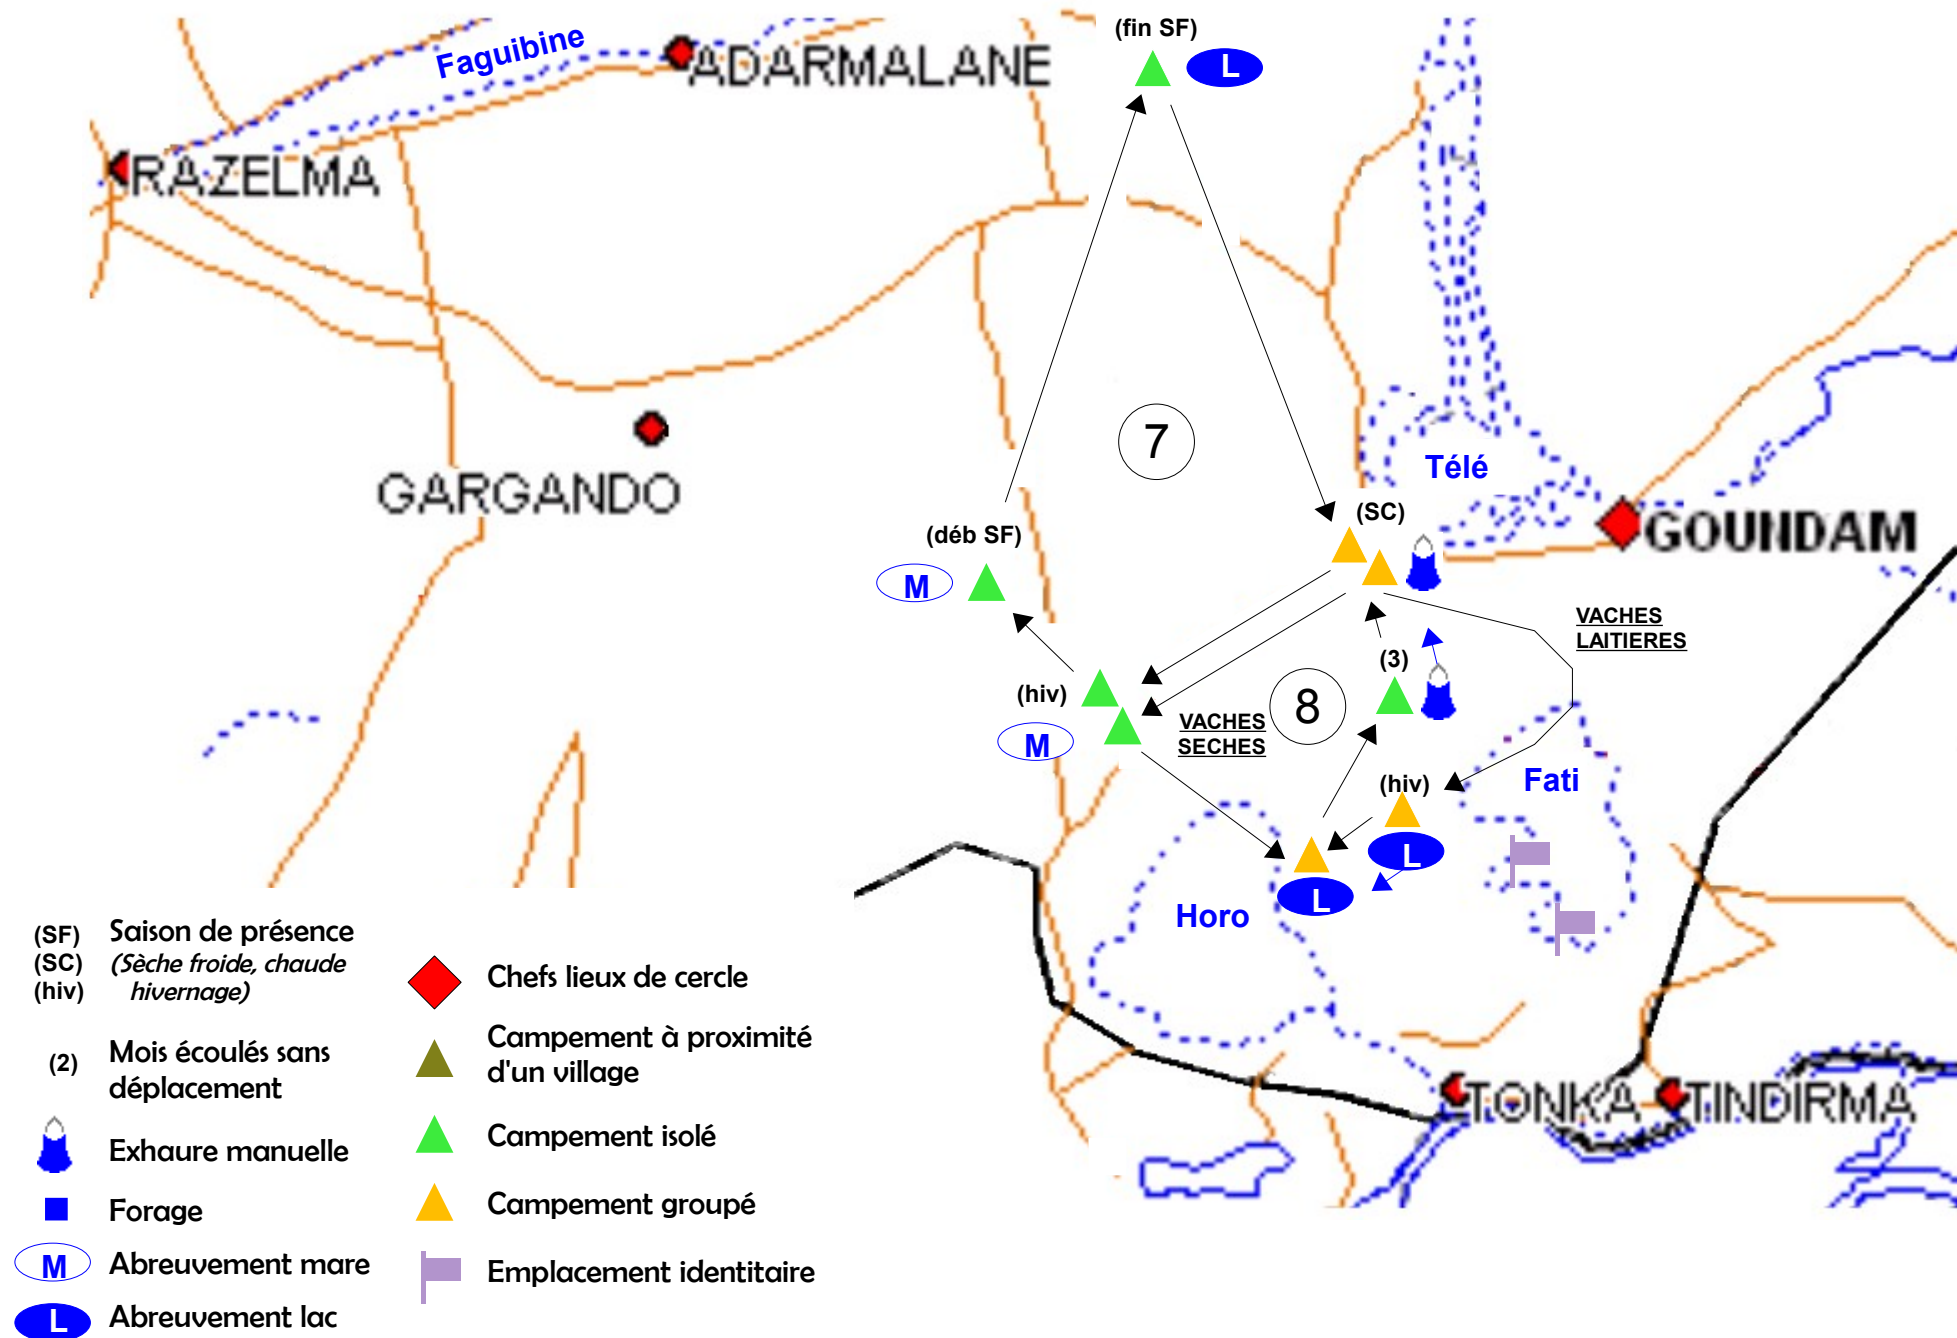 (fin SF)
L
Faguibine
ADARMALANE
RAZELMA
7
Télé
GARGANDO
(SC)
GOUNDAM
(déb SF)
M
VACHES
LAITIERES
(3)
(hiv)
8
VACHES
SECHES
M
(hiv)
Fati
L
L
Horo
TONKA
TINDIRMA
(SF) Saison de présence
(SC) (Sèche froide, chaude
(hiv) hivernage)
(2) Mois écoulés sans
déplacement
Exhaure manuelle
Forage
M Abreuvement mare
L Abreuvement lac
Chefs lieux de cercle
Campement à proximité
d'un village
Campement isolé
Campement groupé
Emplacement identitaire